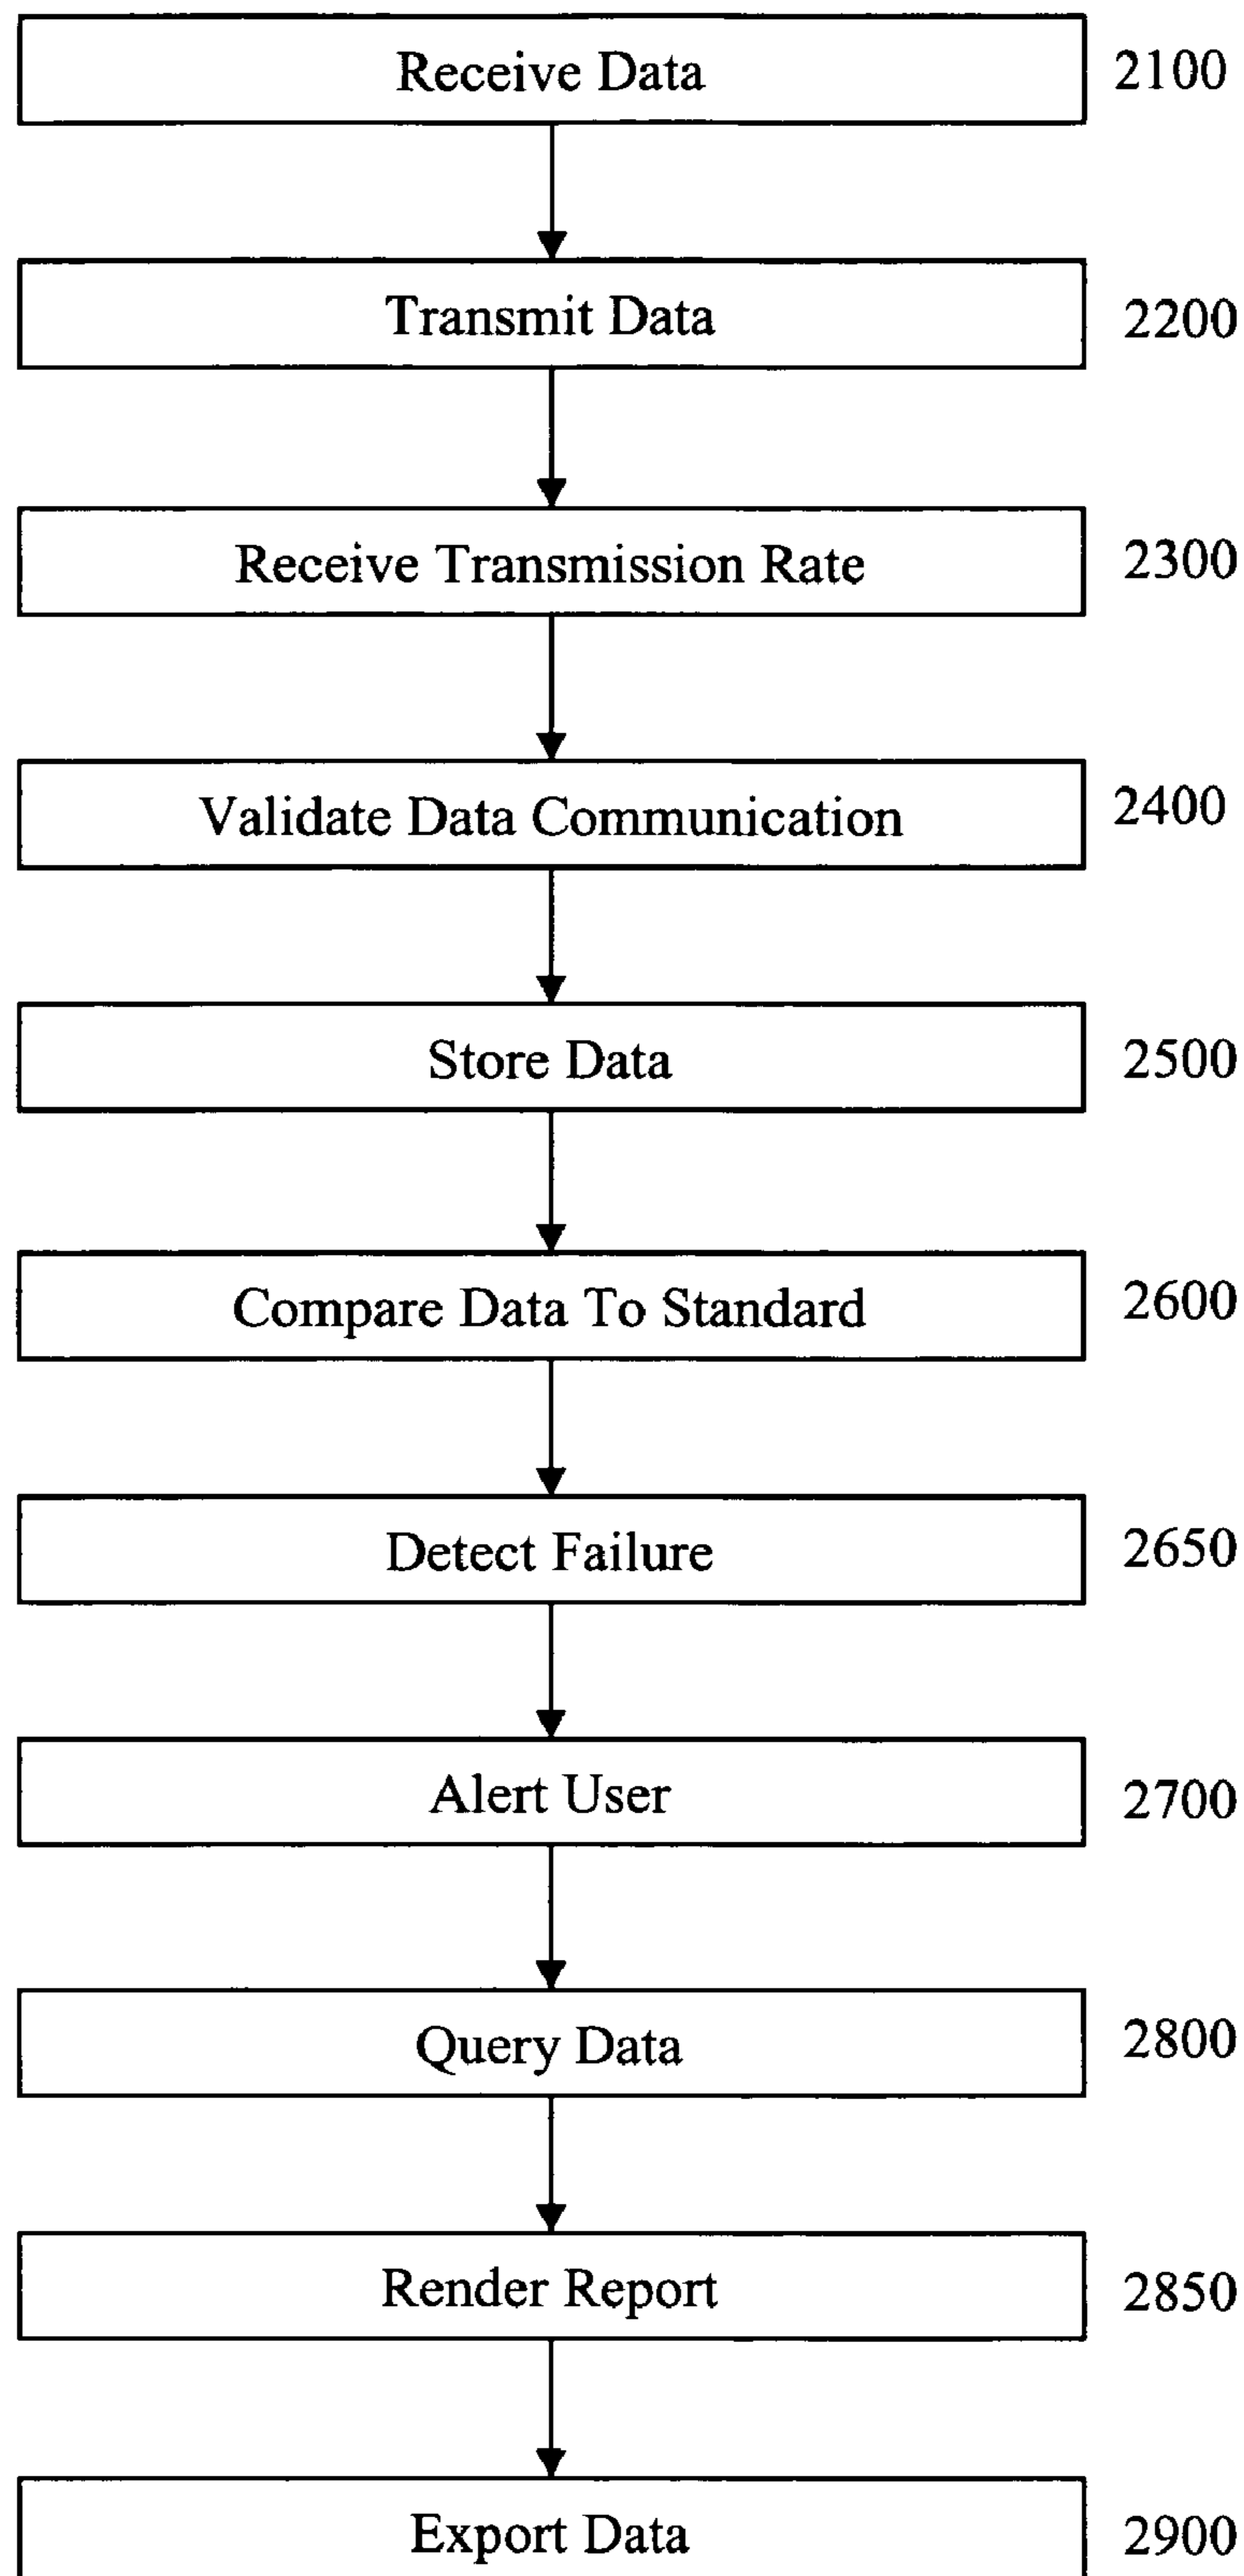 Receive Data 2100
Transmit Data 2200
Receive Transmission Rate 2300
Validate Data Communication 2400
Store Data 2500
Compare Data To Standard 2600
Detect Failure 2650
Alert User 2700
Query Data 2800
Render Report 2850
Export Data 2900